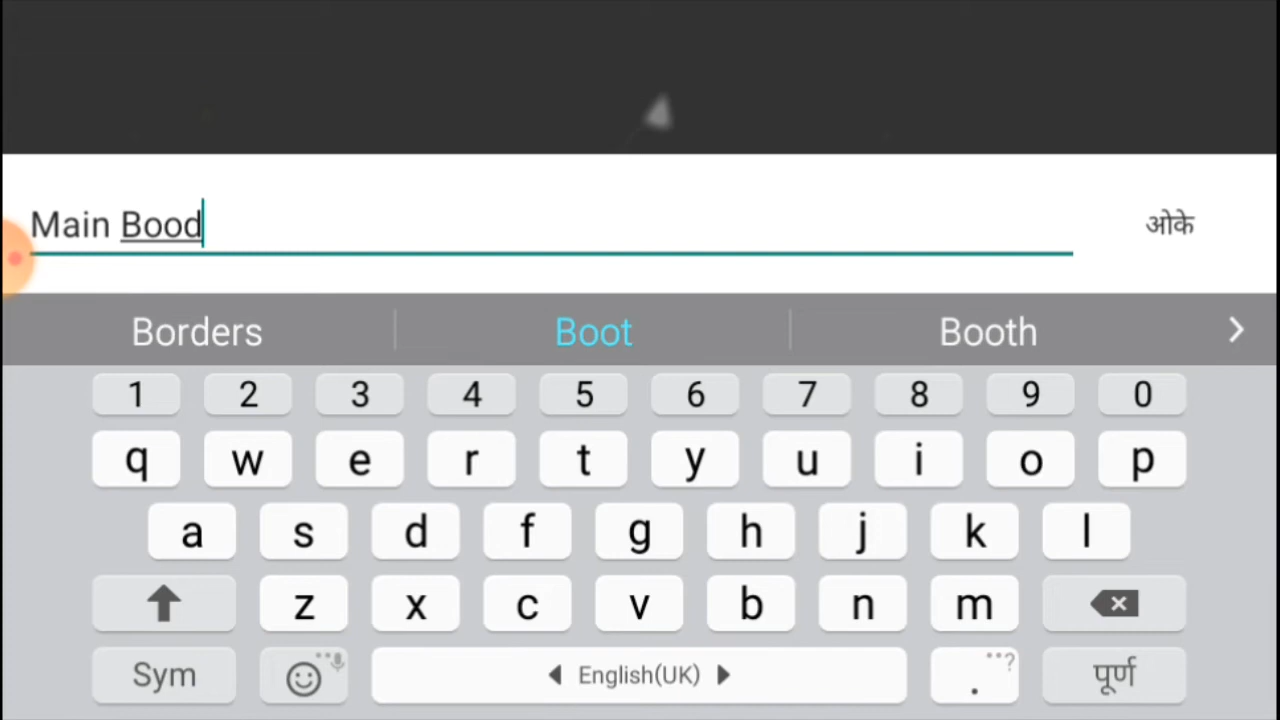 Main Bood
ओके
Borders Boot Booth
1 2 3 4 5 6 7 8 9 0
q w e r t y u i o p
a s d f g h j k l
z x c v b n m
Sym English(UK) . ? पूर्ण